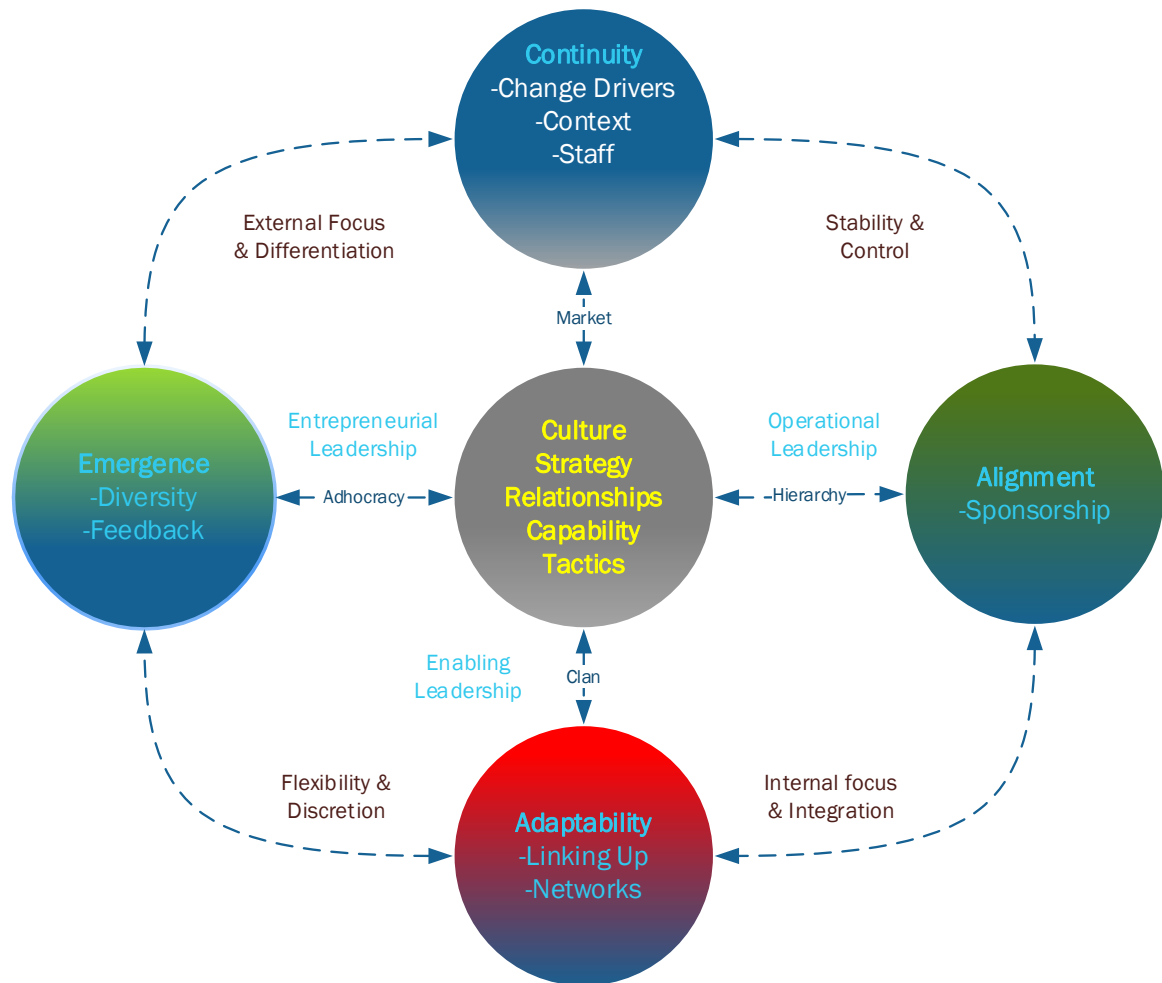 Continuity
-Change Drivers
-Context
-Staff
External Focus
& Differentiation
Stability &
Control
Market
Entrepreneurial
Leadership
Operational
Leadership
Emergence
-Diversity
-Feedback
Adhocracy
Culture
Strategy
Relationships
Capability
Tactics
Hierarchy
Alignment
-Sponsorship
Enabling
Leadership
Clan
Flexibility &
Discretion
Internal focus
& Integration
Adaptability
-Linking Up
-Networks